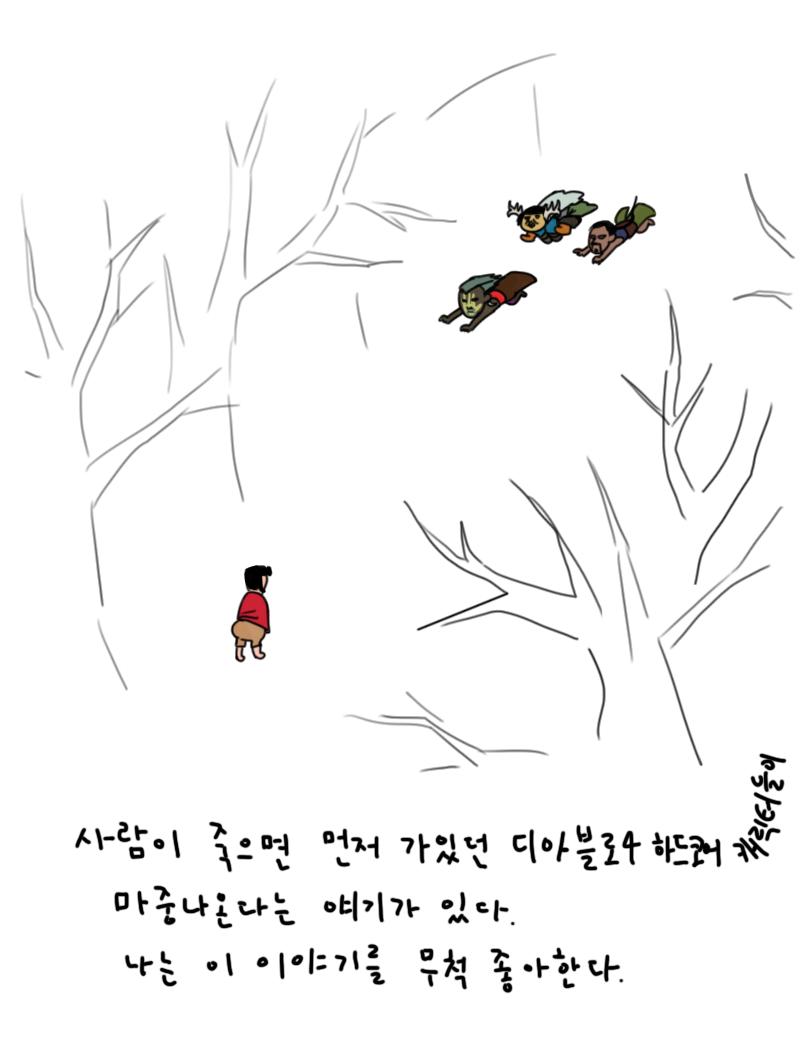 사람이 죽으면 먼저 가있던 디아블로4 하드코어 캐릭터들이
마중나온다는 얘기가 있다.
나는 이 이야기를 무척 좋아한다.